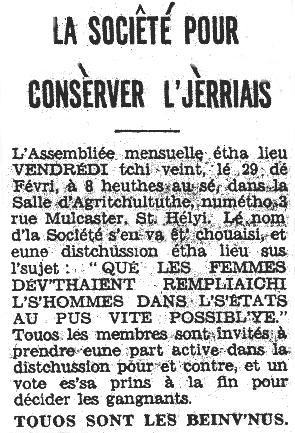 LA SOCIÊTÉ POUR
CONSÈRVER L'JÈRRIAIS
L'Assembliée mensuelle étha lieu
VENDRÉDI tchi veint, lé 29 dé
Févri, à 8 heuthes au sé, dans la
Salle d'Agritchultuthe, numétho 3
rue Mulcaster, St. Hélyi. Lé nom
d'la Société s'en va êt' chouaisi, et
eune distchûssion étha lieu sus
l'sujet: "QUÉ LES FEMMES
DÉV'THAIENT REMPLIAICHI
L'S'HOMMES DANS L'S'ÊTATS
AU PUS VITE POSSIBL'YE."
Touos les membres sont invités à
prendre eune part active dans la
distchussion pour et contre, et un
vote es'sa prins à la fin pour
décider les gangnants.
TOUOS SONT LES BEINV'NUS.